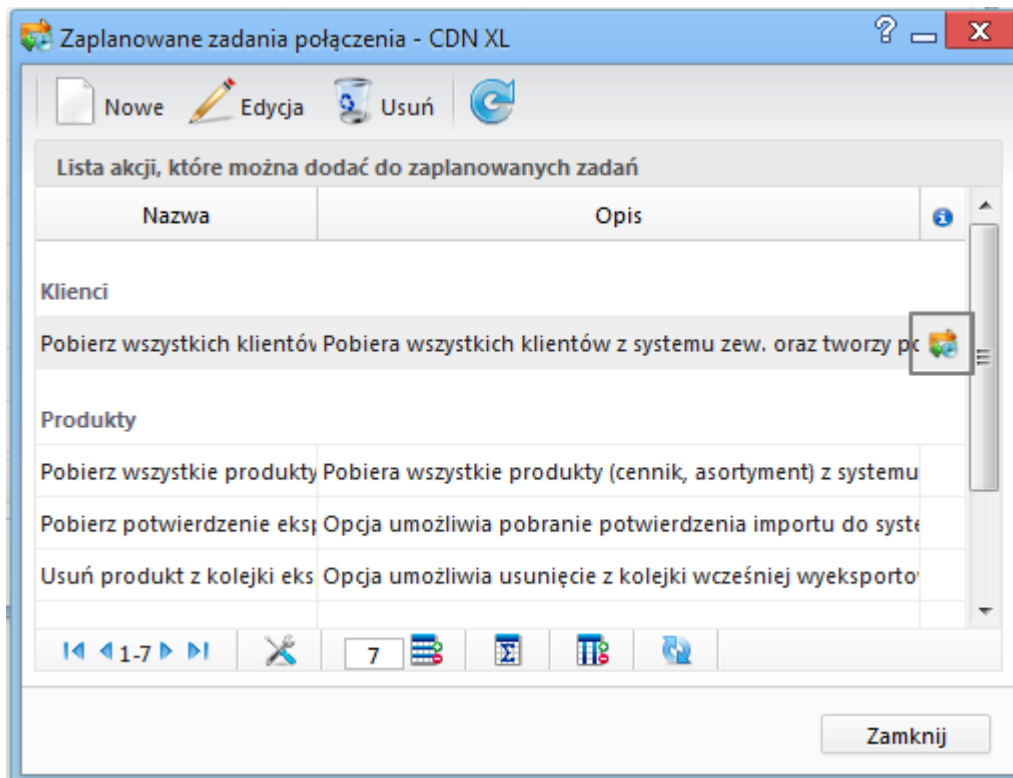 Zaplanowane zadania połączenia - CDN XL
Nowe Edycja Usuń
Lista akcji, które można dodać do zaplanowanych zadań
Nazwa Opis
Klienci
Pobierz wszystkich klientów Pobiera wszystkich klientów z systemu zew. oraz tworzy po
Produkty
Pobierz wszystkie produkty Pobiera wszystkie produkty (cennik, asortyment) z systemu
Pobierz potwierdzenie eksp Opcja umożliwia pobranie potwierdzenia importu do syste
Usuń produkt z kolejki eks Opcja umożliwia usunięcie z kolejki wcześniej wyeksporto
1-7 7
Zamknij